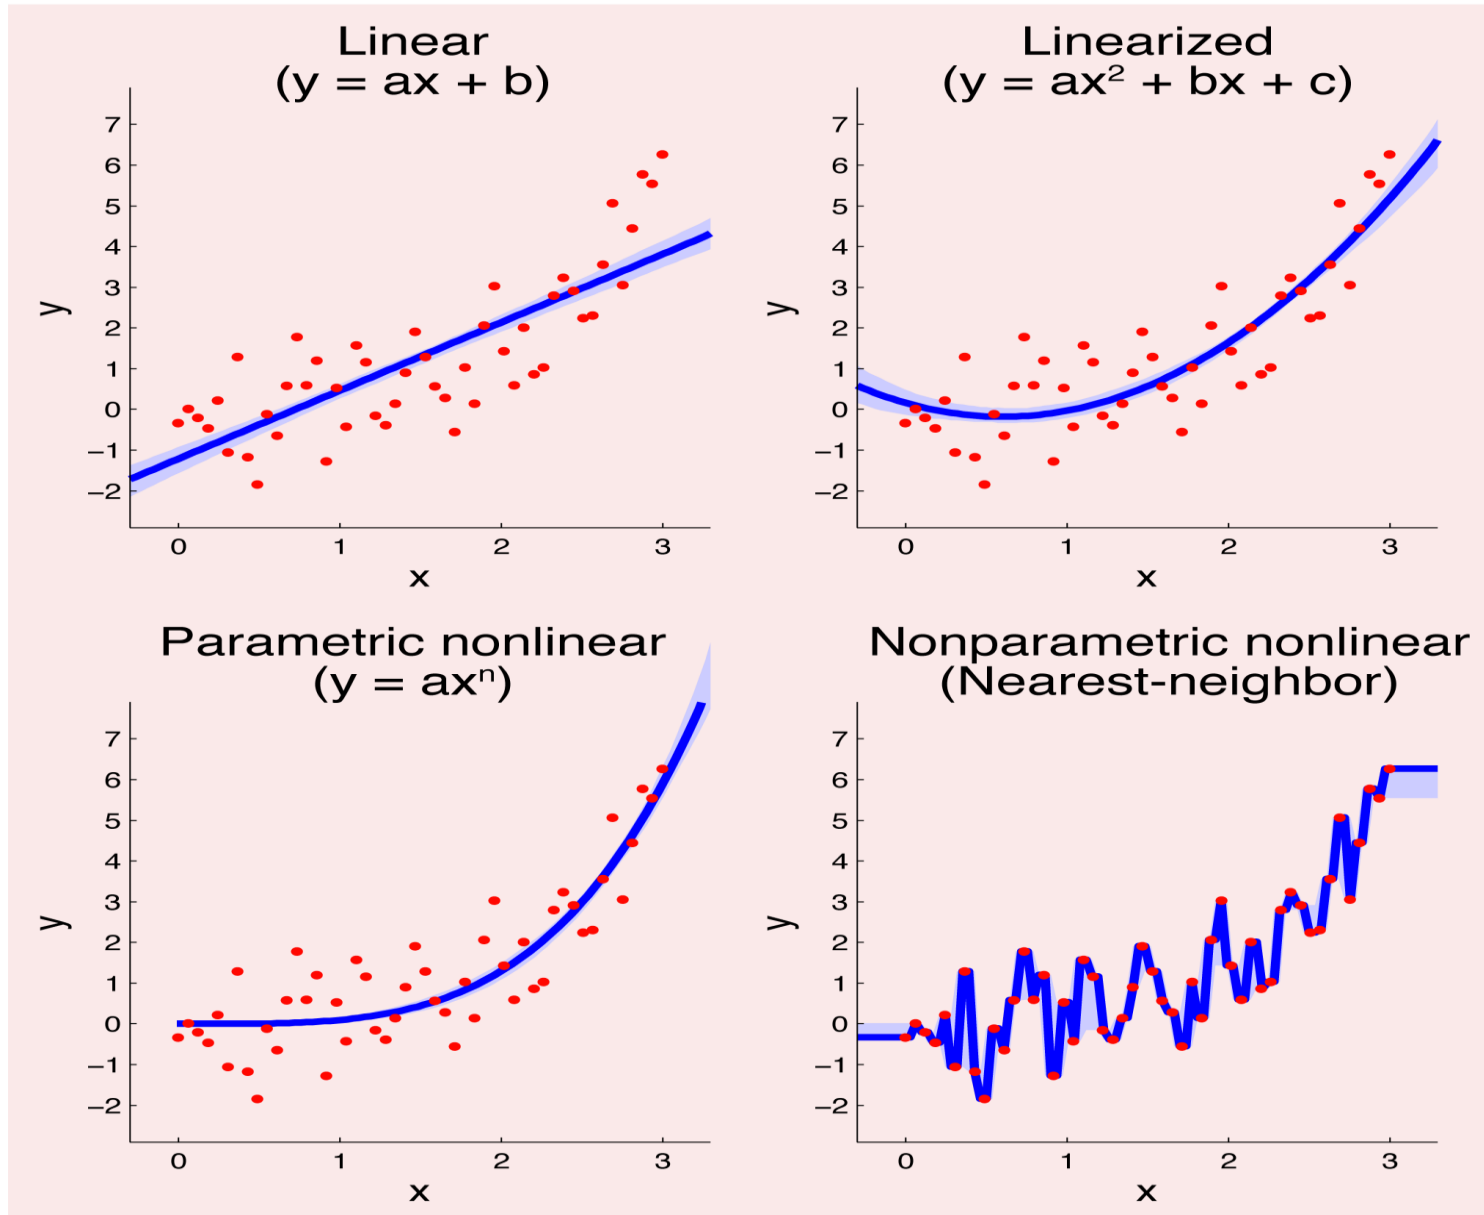 Linear
(y = ax + b)
7
6
5
4
3
2
1
0
−1
−2
y
0 1 2 3
x
Linearized
(y = ax² + bx + c)
7
6
5
4
3
2
1
0
−1
−2
y
0 1 2 3
x
Parametric nonlinear
(y = axⁿ)
7
6
5
4
3
2
1
0
−1
−2
y
0 1 2 3
x
Nonparametric nonlinear
(Nearest-neighbor)
7
6
5
4
3
2
1
0
−1
−2
y
0 1 2 3
x